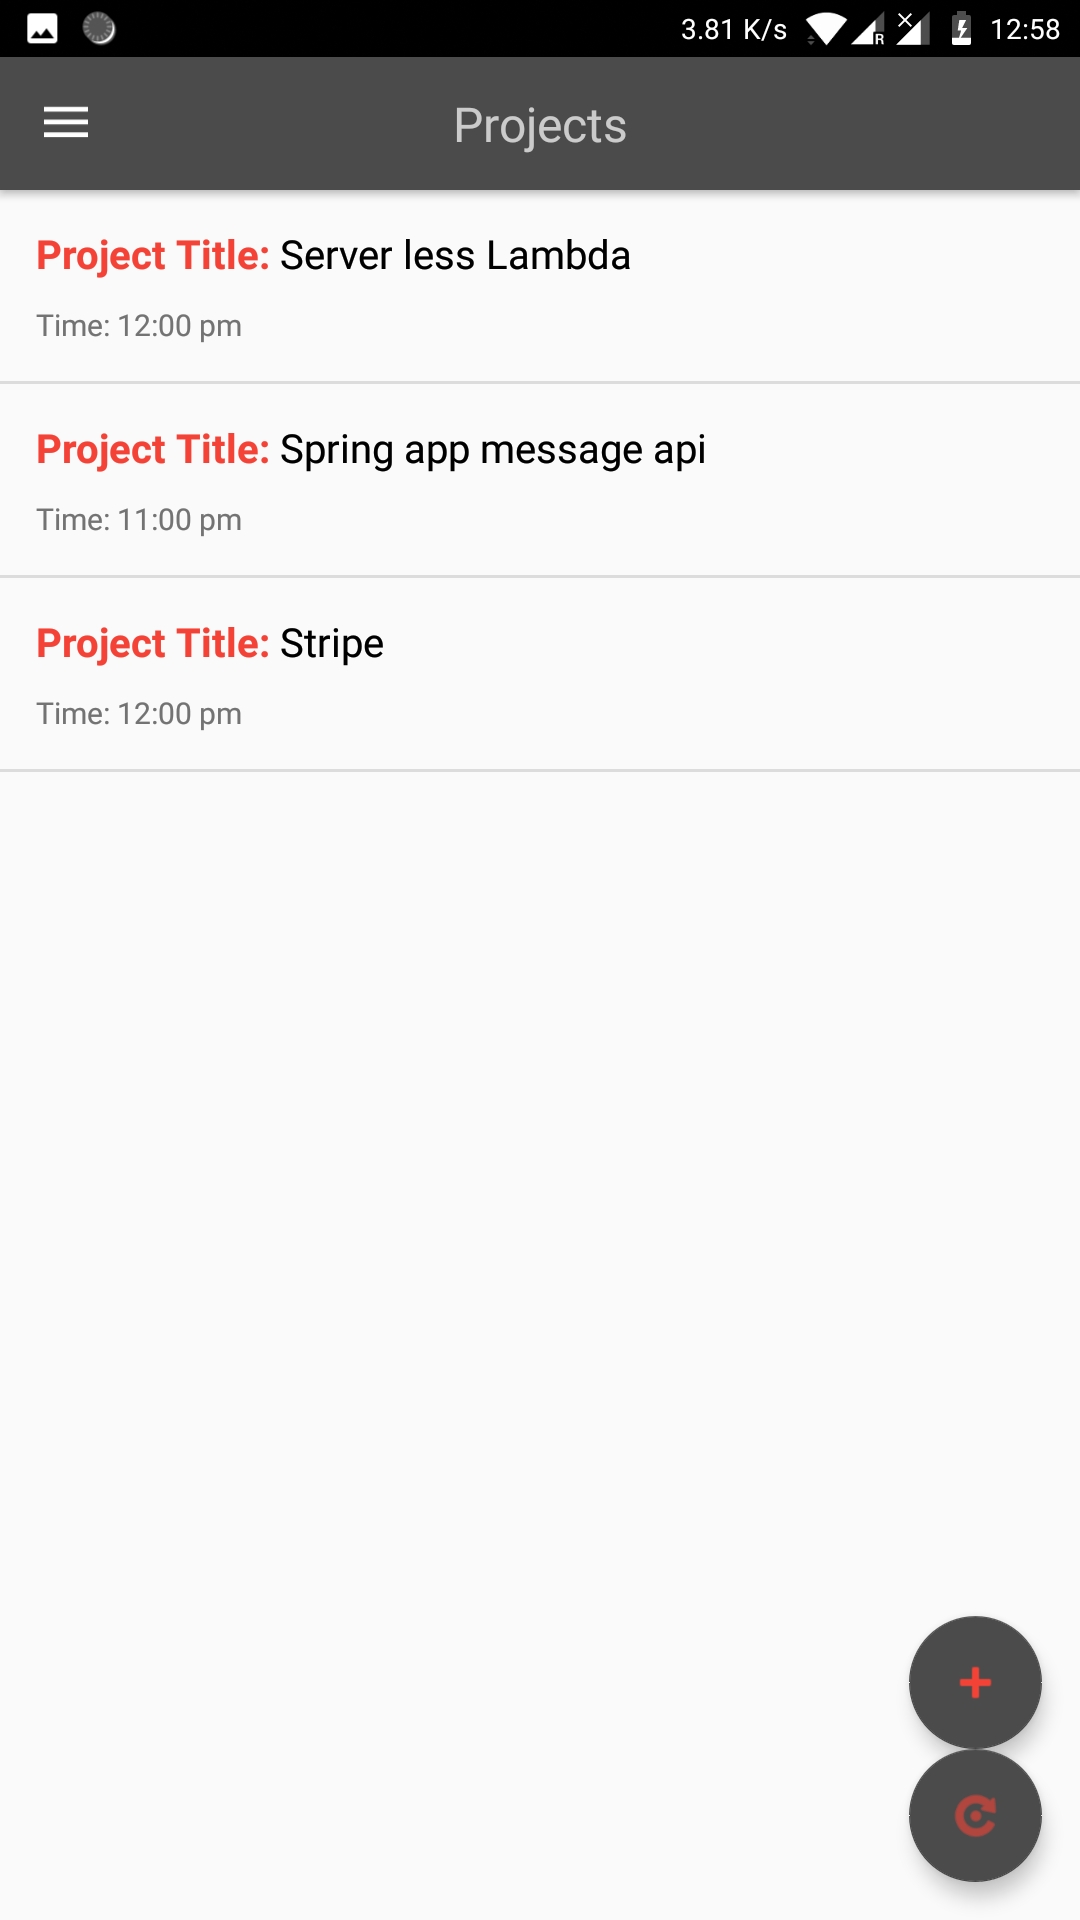 3.81 K/s R 12:58
Projects
Project Title: Server less Lambda
Time: 12:00 pm
Project Title: Spring app message api
Time: 11:00 pm
Project Title: Stripe
Time: 12:00 pm